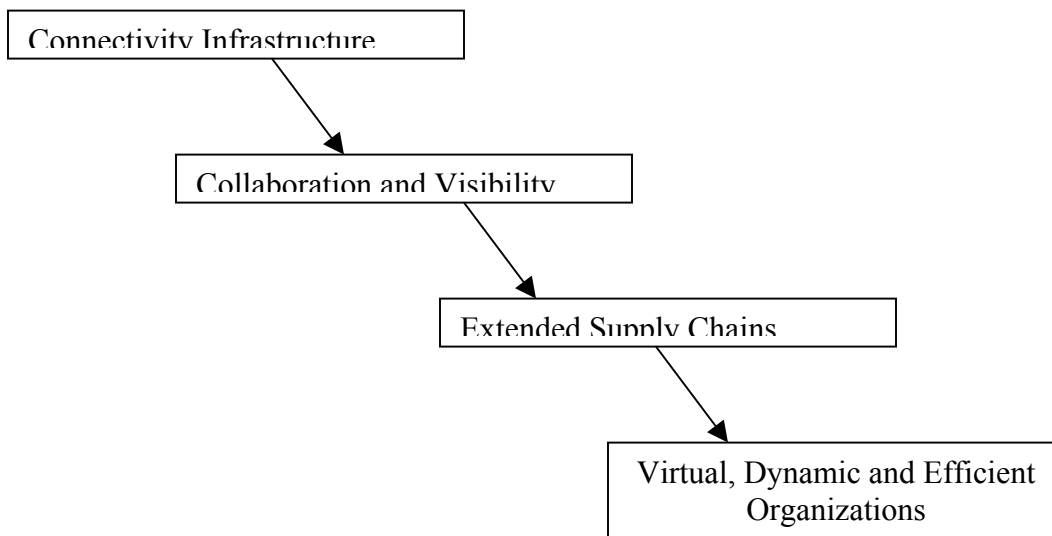 Connectivity Infrastructure
Collaboration and Visibility
Extended Supply Chains
Virtual, Dynamic and Efficient
Organizations